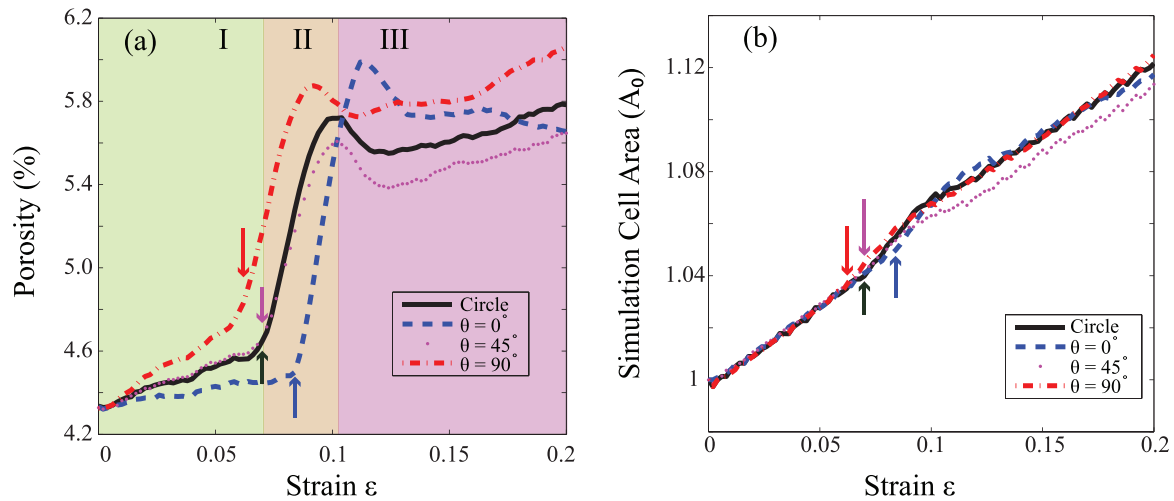 (a)
I
II
III
6.2
5.8
5.4
5.0
4.6
4.2
Porosity (%)
Circle
θ = 0°
θ = 45°
θ = 90°
0
0.05
0.1
0.15
0.2
Strain ε
(b)
1.12
1.08
1.04
1
Simulation Cell Area (A₀)
Circle
θ = 0°
θ = 45°
θ = 90°
0
0.05
0.1
0.15
0.2
Strain ε